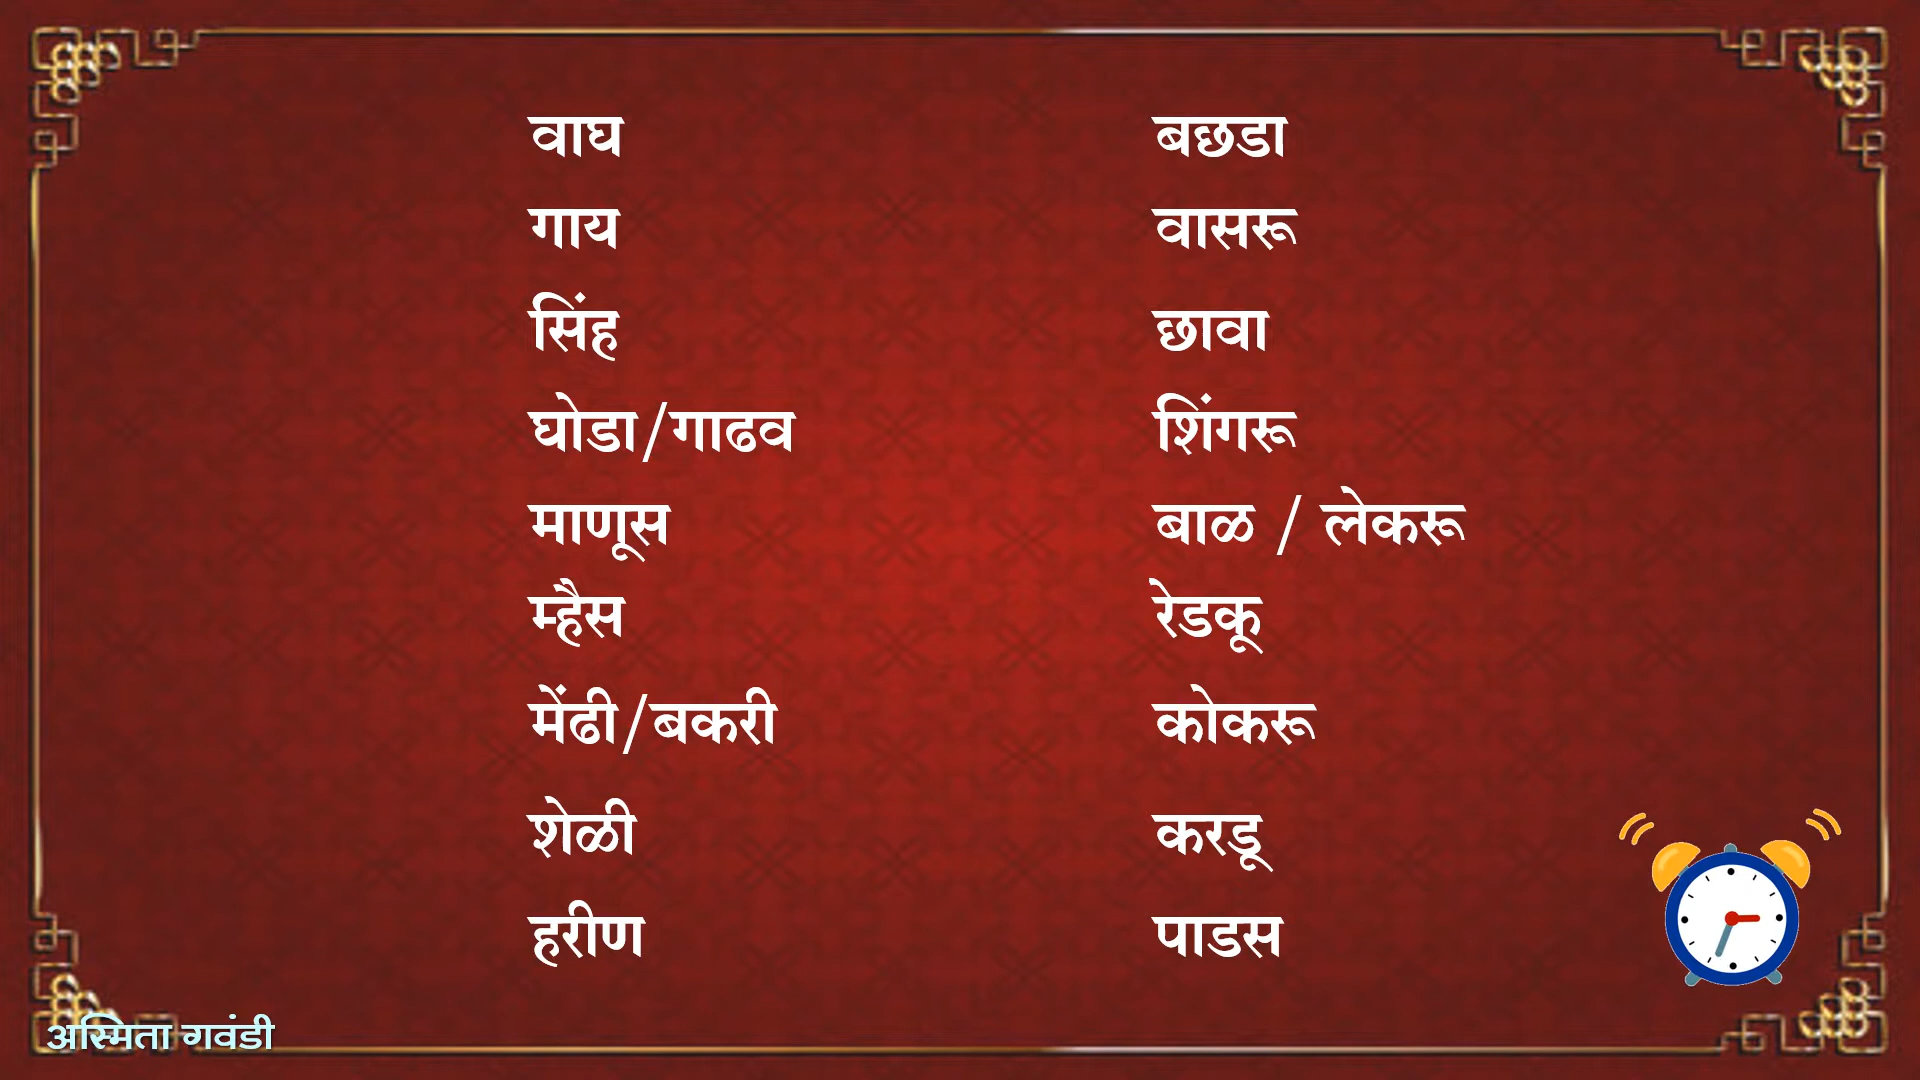 वाघ बछडा
गाय वासरू
सिंह छावा
घोडा/गाढव शिंगरू
माणूस बाळ / लेकरू
म्हैस रेडकू
मेंढी/बकरी कोकरू
शेळी करडू
हरीण पाडस
अस्मिता गवंडी